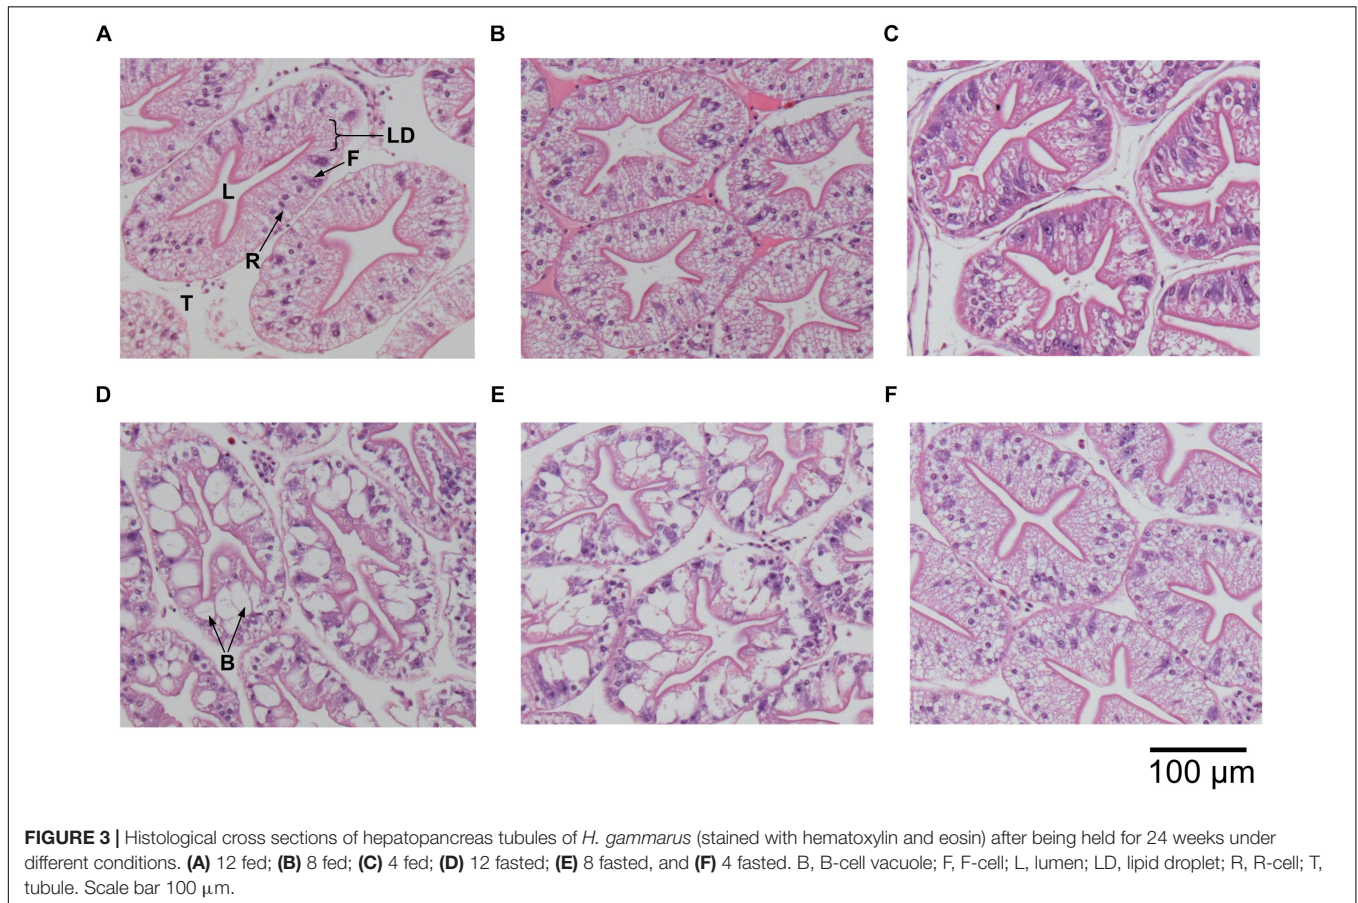 A
B
C
LD
F
L
R
T
D
E
F
B
100 µm
FIGURE 3 | Histological cross sections of hepatopancreas tubules of H. gammarus (stained with hematoxylin and eosin) after being held for 24 weeks under
different conditions. (A) 12 fed; (B) 8 fed; (C) 4 fed; (D) 12 fasted; (E) 8 fasted, and (F) 4 fasted. B, B-cell vacuole; F, F-cell; L, lumen; LD, lipid droplet; R, R-cell; T,
tubule. Scale bar 100 µm.